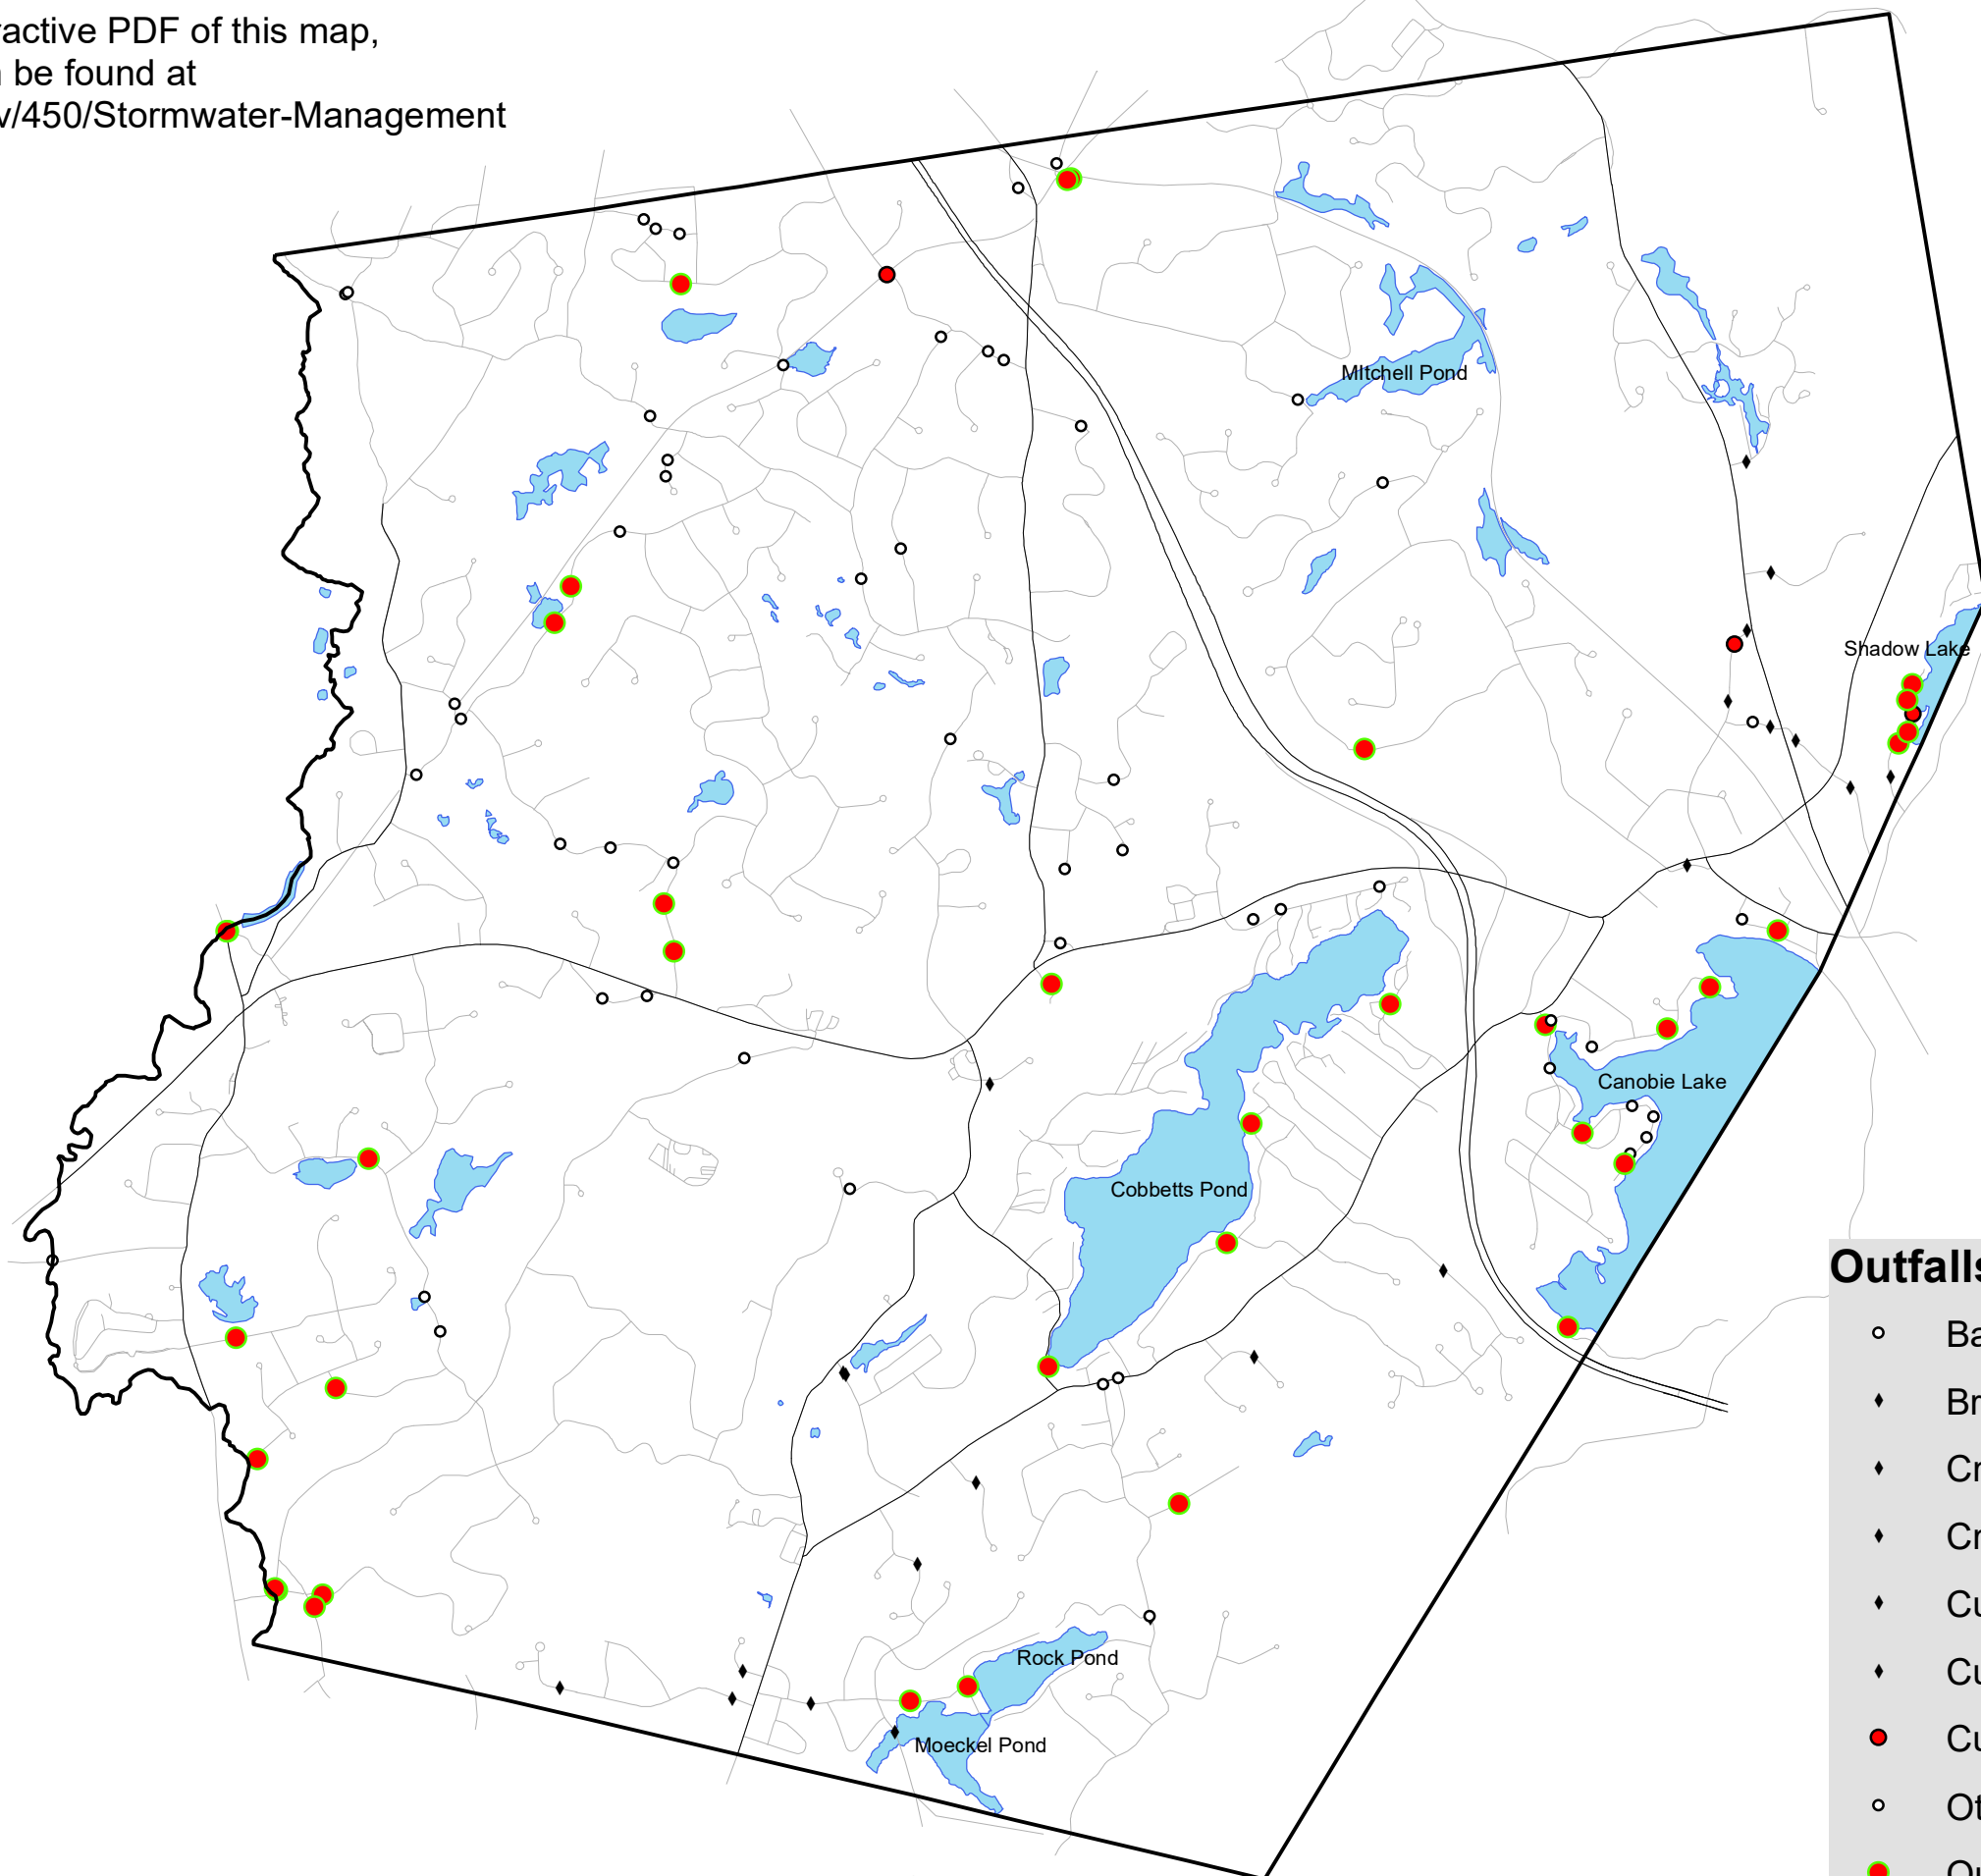 ractive PDF of this map,
be found at
v/450/Stormwater-Management
MItchell Pond
Shadow Lake
Canobie Lake
Cobbetts Pond
Rock Pond
Moeckel Pond
Outfalls
Ba
Br
Cr
Cr
Cu
Cu
Cu
Ot